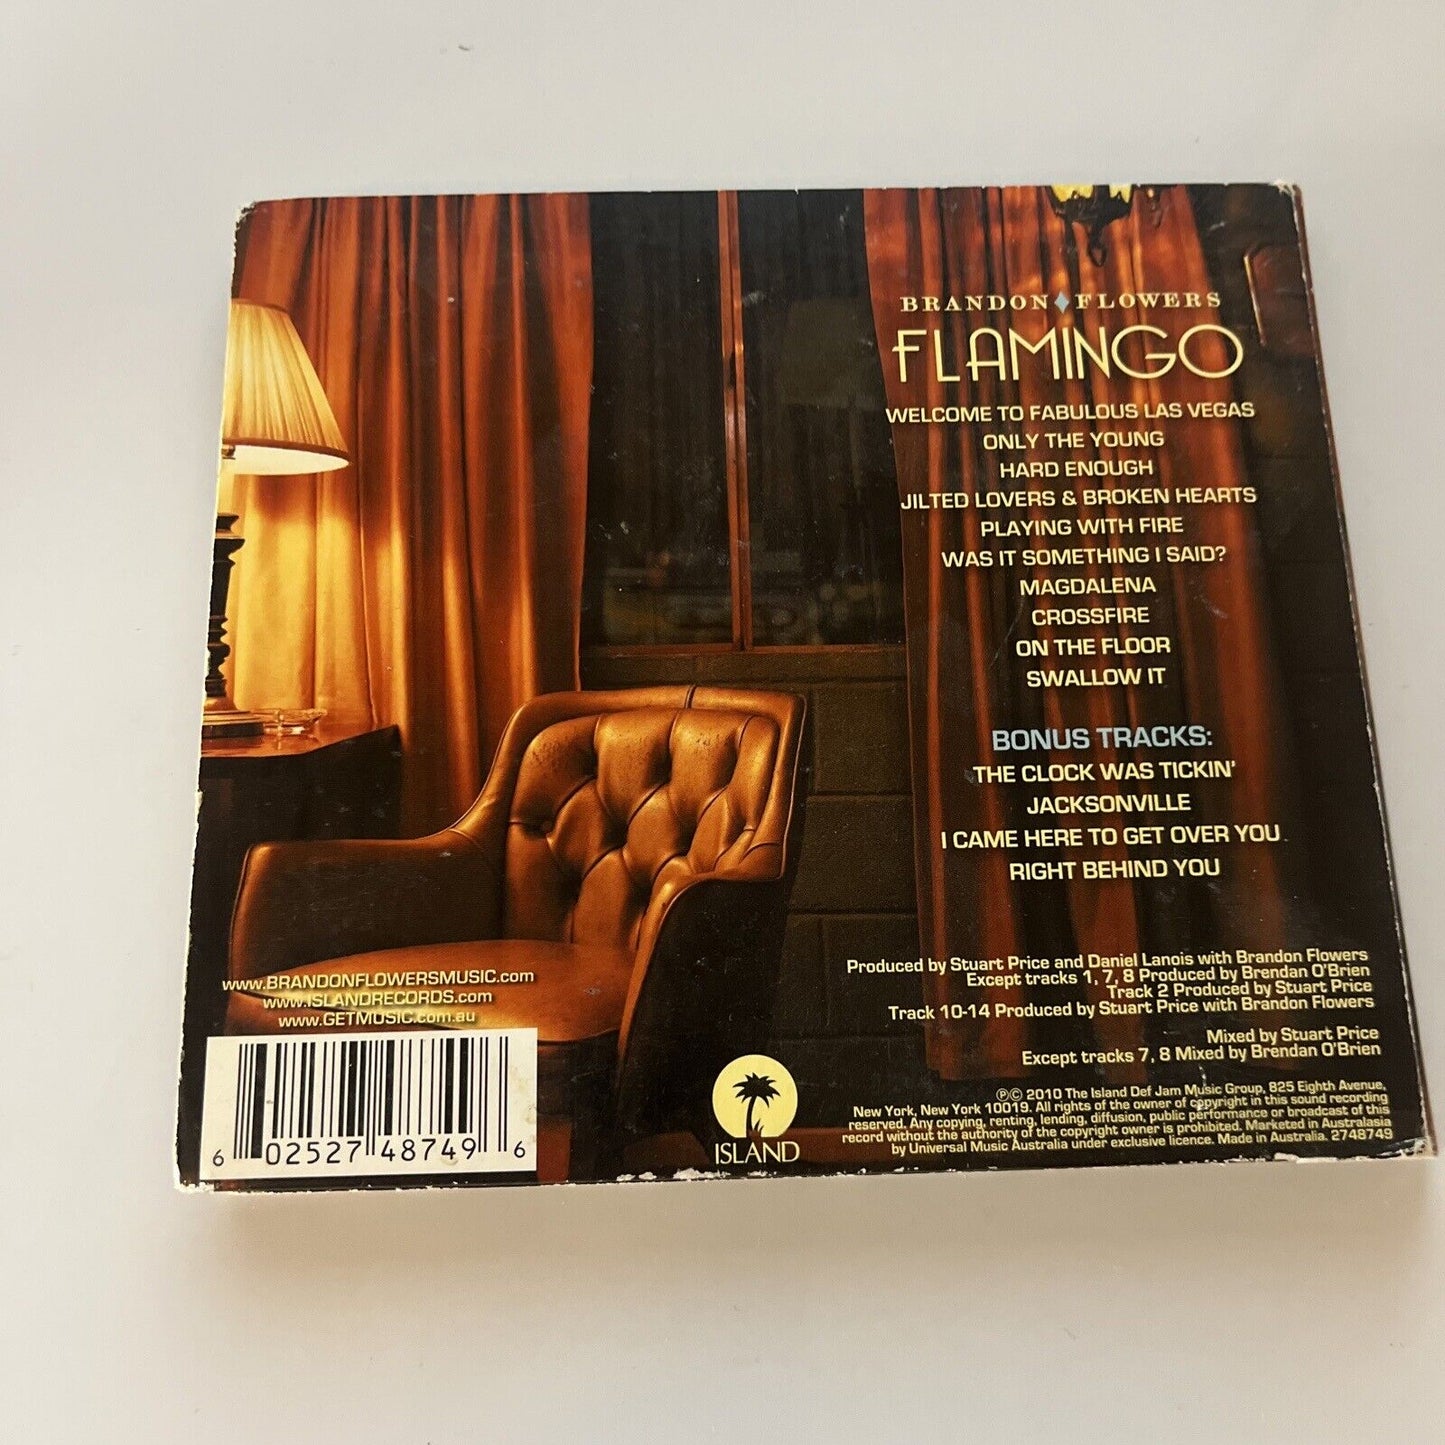 BRANDON FLOWERS
FLAMINGO
WELCOME TO FABULOUS LAS VEGAS
ONLY THE YOUNG
HARD ENOUGH
JILTED LOVERS & BROKEN HEARTS
PLAYING WITH FIRE
WAS IT SOMETHING I SAID?
MAGDALENA
CROSSFIRE
ON THE FLOOR
SWALLOW IT
BONUS TRACKS:
THE CLOCK WAS TICKIN'
JACKSONVILLE
I CAME HERE TO GET OVER YOU
RIGHT BEHIND YOU
Produced by Stuart Price and Daniel Lanois with Brandon Flowers
Except tracks 1, 7, 8 Produced by Brendan O'Brien
Track 2 Produced by Stuart Price
Track 10-14 Produced by Stuart Price with Brandon Flowers
Mixed by Stuart Price
Except tracks 7, 8 Mixed by Brendan O'Brien
℗© 2010 The Island Def Jam Music Group, 825 Eighth Avenue,
New York, New York 10019. All rights of the owner of copyright in this sound recording
reserved. Any copying, renting, lending, diffusion, public performance or broadcast of this
record without the authority of the copyright owner is prohibited. Marketed in Australasia
by Universal Music Australia under exclusive licence. Made in Australia. 2748749
www.BRANDONFLOWERSMUSIC.com
www.ISLANDRECORDS.com
www.GETMUSIC.com.au
6 02527 48749 6
ISLAND